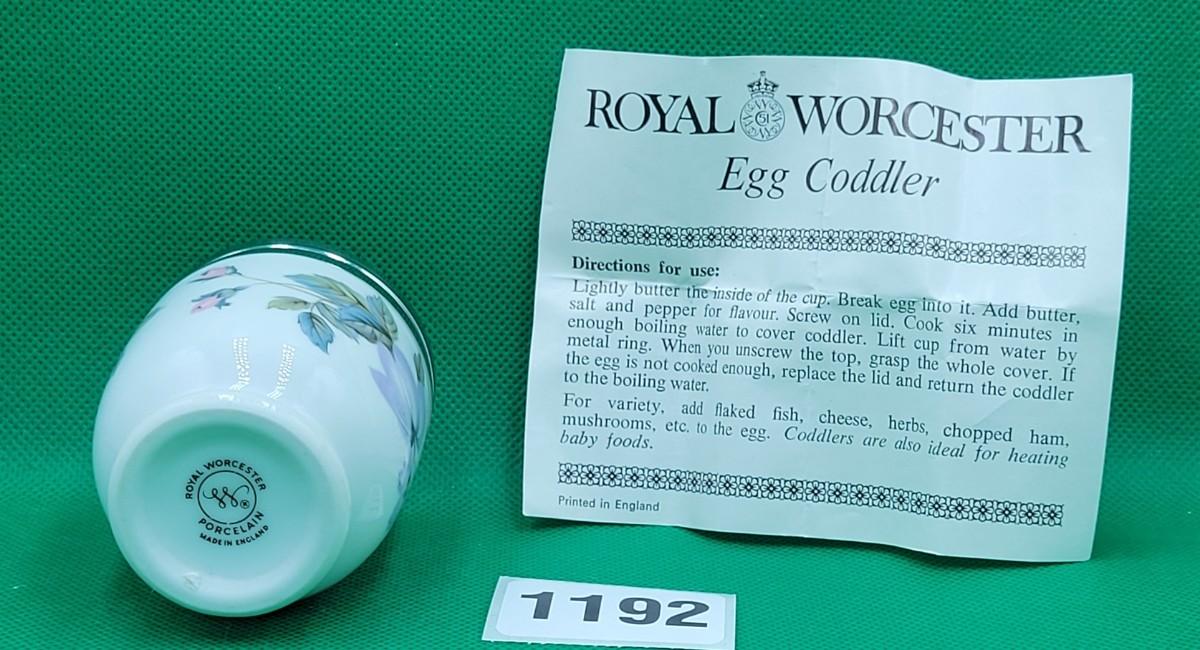 ROYAL WORCESTER
Egg Coddler
Directions for use:
Lightly butter the inside of the cup. Break egg into it. Add butter,
salt and pepper for flavour. Screw on lid. Cook six minutes in
enough boiling water to cover coddler. Lift cup from water by
metal ring. When you unscrew the top, grasp the whole cover. If
the egg is not cooked enough, replace the lid and return the coddler
to the boiling water.
For variety, add flaked fish, cheese, herbs, chopped ham,
mushrooms, etc. to the egg. Coddlers are also ideal for heating
baby foods.
Printed in England
ROYAL WORCESTER
®
PORCELAIN
MADE IN ENGLAND
1192